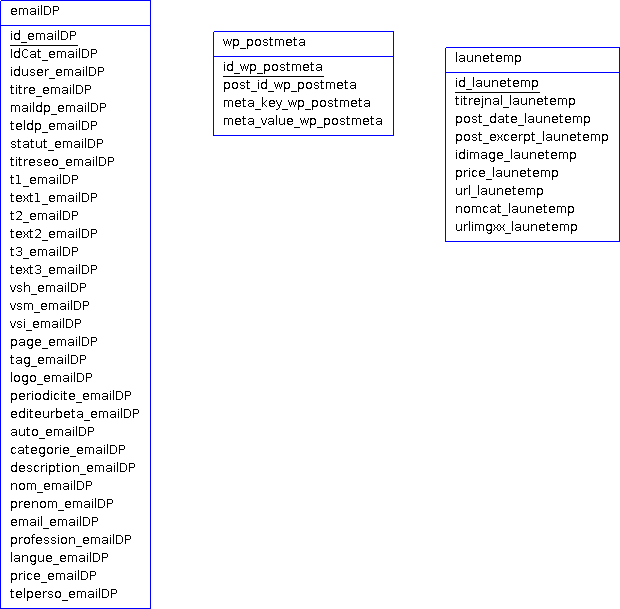 emailDP
id_emailDP
IdCat_emailDP
iduser_emailDP
titre_emailDP
maildp_emailDP
teldp_emailDP
statut_emailDP
titreseo_emailDP
t1_emailDP
text1_emailDP
t2_emailDP
text2_emailDP
t3_emailDP
text3_emailDP
vsh_emailDP
vsm_emailDP
vsi_emailDP
page_emailDP
tag_emailDP
logo_emailDP
periodicite_emailDP
editeurbeta_emailDP
auto_emailDP
categorie_emailDP
description_emailDP
nom_emailDP
prenom_emailDP
email_emailDP
profession_emailDP
langue_emailDP
price_emailDP
telperso_emailDP
wp_postmeta
id_wp_postmeta
post_id_wp_postmeta
meta_key_wp_postmeta
meta_value_wp_postmeta
launetemp
id_launetemp
titrejnal_launetemp
post_date_launetemp
post_excerpt_launetemp
idimage_launetemp
price_launetemp
url_launetemp
nomcat_launetemp
urlimgxx_launetemp